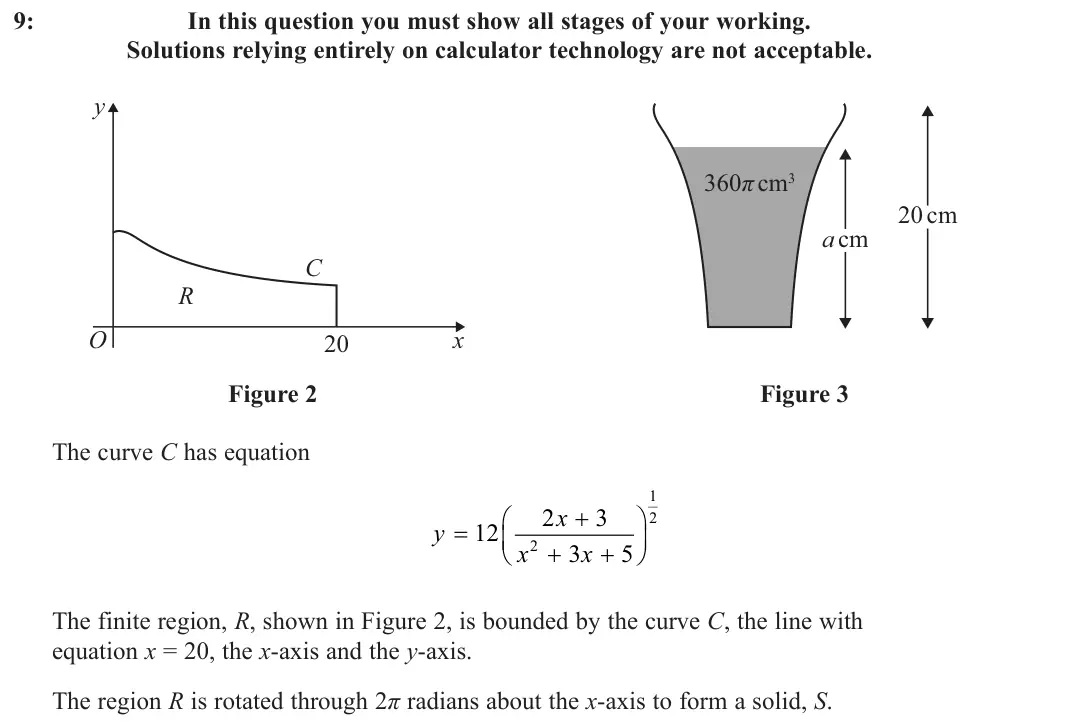 9:
In this question you must show all stages of your working.
Solutions relying entirely on calculator technology are not acceptable.
y
C
R
O
20
x
Figure 2
360π cm³
a cm
20 cm
Figure 3
The curve C has equation
y = 12((2x + 3)/(x² + 3x + 5))^(1/2)
The finite region, R, shown in Figure 2, is bounded by the curve C, the line with
equation x = 20, the x-axis and the y-axis.
The region R is rotated through 2π radians about the x-axis to form a solid, S.